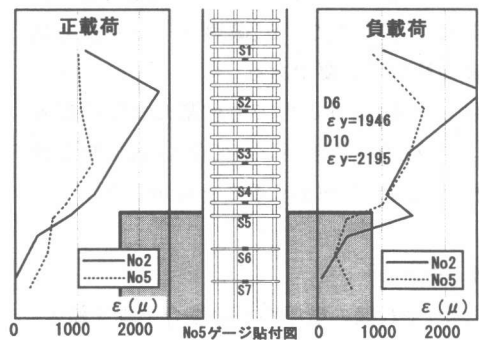 正載荷
No2
No5
ε(μ)
0 1000 2000
S1
S2
S3
S4
S5
S6
S7
No5ゲージ貼付図
負載荷
D6
εy=1946
D10
εy=2195
No2
No5
ε(μ)
0 1000 2000